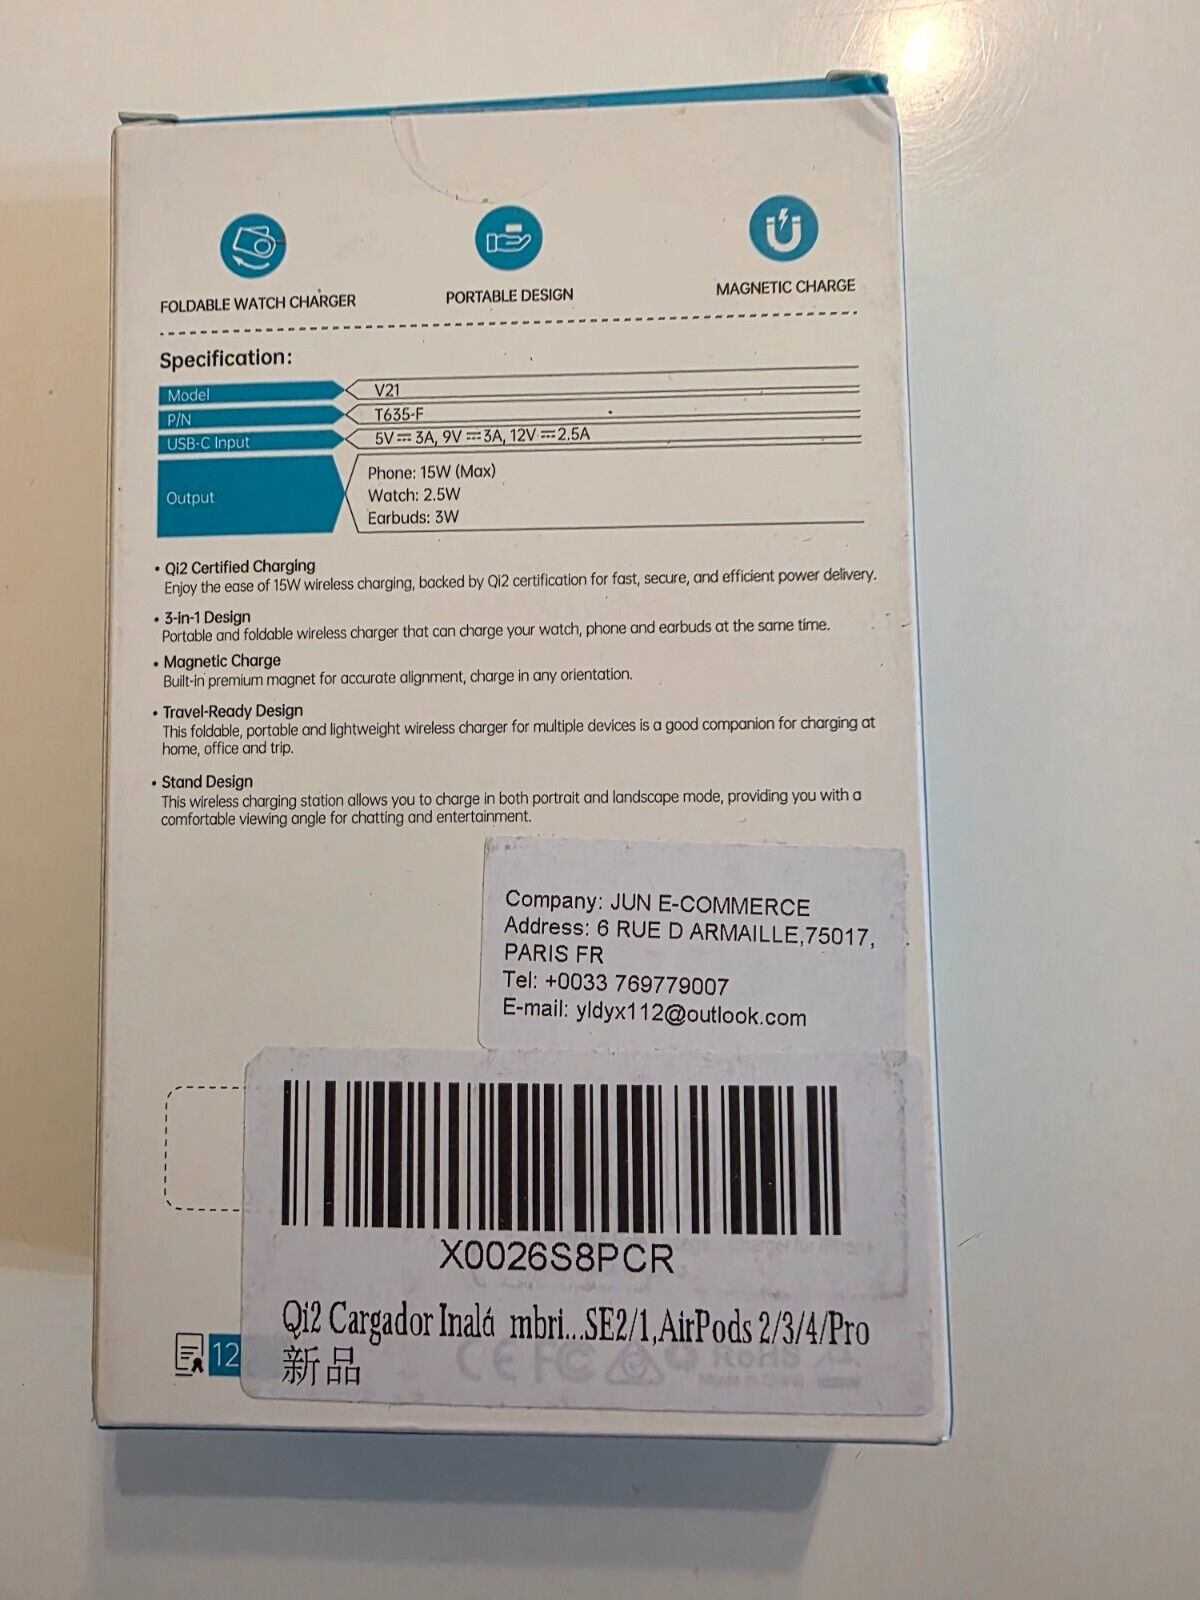 FOLDABLE WATCH CHARGER
PORTABLE DESIGN
MAGNETIC CHARGE
Specification:
Model V21
P/N T635-F
USB-C Input 5V⎓3A, 9V⎓3A, 12V⎓2.5A
Output
Phone: 15W (Max)
Watch: 2.5W
Earbuds: 3W
• Qi2 Certified Charging
Enjoy the ease of 15W wireless charging, backed by Qi2 certification for fast, secure, and efficient power delivery.
• 3-in-1 Design
Portable and foldable wireless charger that can charge your watch, phone and earbuds at the same time.
• Magnetic Charge
Built-in premium magnet for accurate alignment, charge in any orientation.
• Travel-Ready Design
This foldable, portable and lightweight wireless charger for multiple devices is a good companion for charging at
home, office and trip.
• Stand Design
This wireless charging station allows you to charge in both portrait and landscape mode, providing you with a
comfortable viewing angle for chatting and entertainment.
Company: JUN E-COMMERCE
Address: 6 RUE D ARMAILLE,75017,
PARIS FR
Tel: +0033 769779007
E-mail: yldyx112@outlook.com
X0026S8PCR
Qi2 Cargador Inalá mbri...SE2/1,AirPods 2/3/4/Pro
新品
12
CE FC RoHS